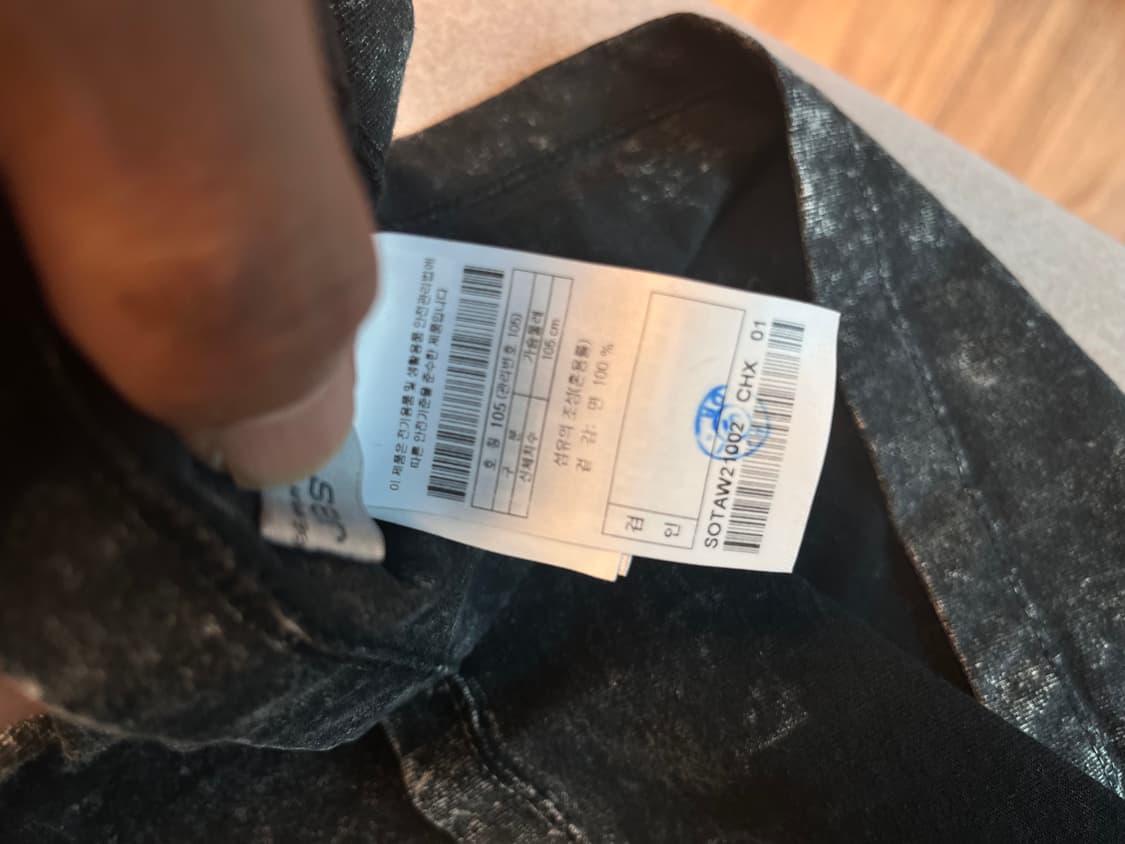 이 제품은 전기용품 및 생활용품 안전관리법에
따른 안전기준을 준수한 제품입니다
호 칭 105 (관리번호 105)
구 분 가슴둘레
신체치수 105 cm
섬유의 조성(혼용률)
겉 감: 면 100 %
검
인
SOTAW21002 CHX 01